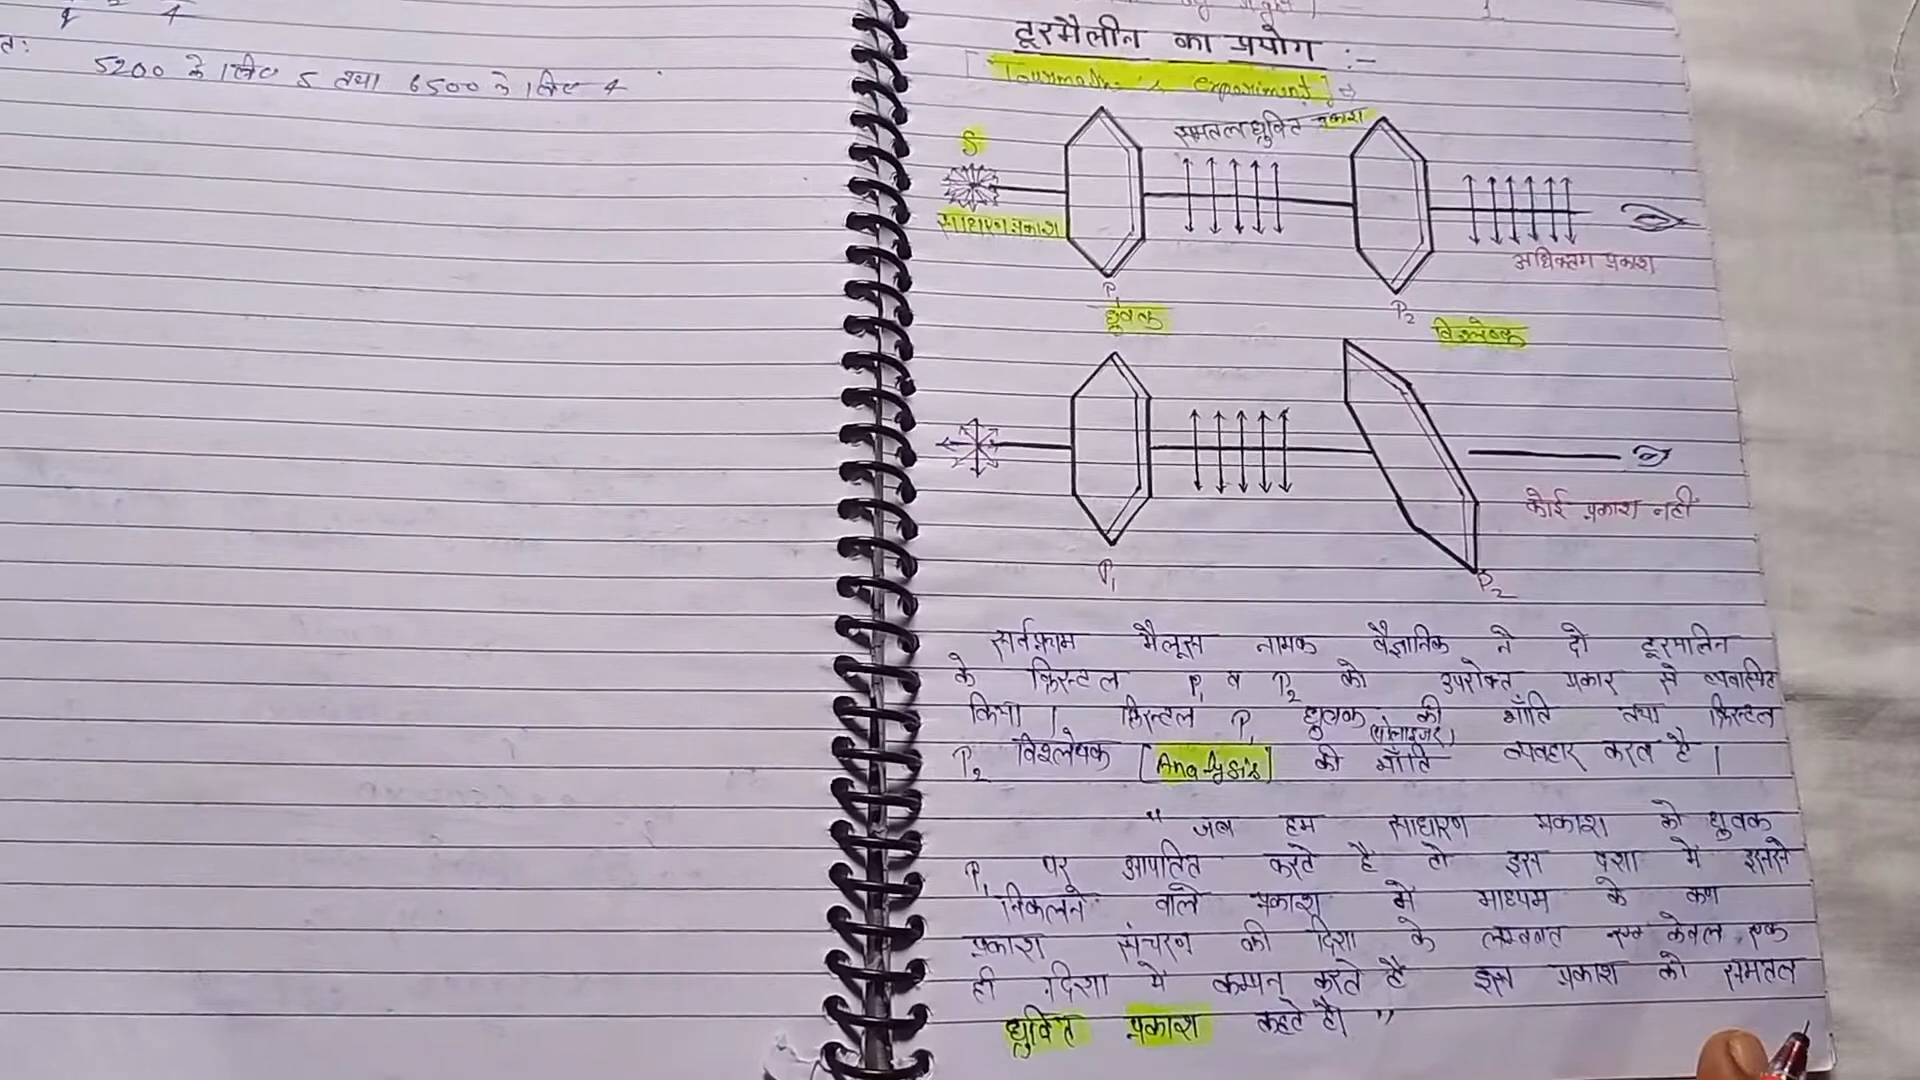 5200 के लिए 5 तथा 6500 के लिए 4
टूरमैलीन का प्रयोग :-
[Tourmaline's experiment] →
S
समतल ध्रुवित प्रकाश
साधारण प्रकाश
अधिकतम प्रकाश
P₁
ध्रुवक
P₂
विश्लेषक
कोई प्रकाश नहीं
P₁
P₂
सर्वप्रथम मैलूस नामक वैज्ञानिक ने दो टूरमालिन
के क्रिस्टल P₁ व P₂ को उपरोक्त प्रकार से व्यवस्थित
किया। क्रिस्टल P₁ ध्रुवक की भाँति तथा क्रिस्टल
(पोलाइजर)
P₂ विश्लेषक [Analysis] की भाँति व्यवहार करत है।
" जब हम साधारण प्रकाश को ध्रुवक
P₁ पर आपतित करते है तो इस दशा में इससे
निकलने वाले प्रकाश में माध्यम के कण
प्रकाश संचरण की दिशा के लम्बवत केवल एक
ही दिशा में कम्पन करते है इस प्रकाश को समतल
ध्रुवित प्रकाश कहते है। "